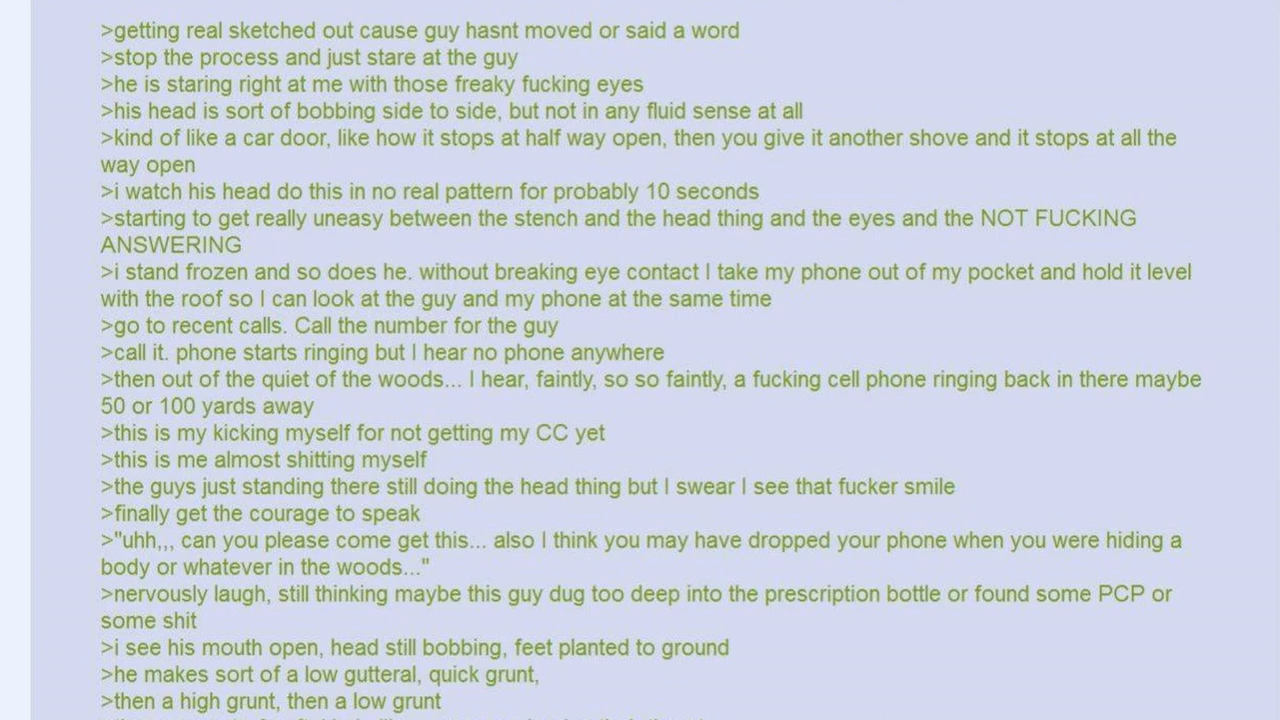 >getting real sketched out cause guy hasnt moved or said a word
>stop the process and just stare at the guy
>he is staring right at me with those freaky fucking eyes
>his head is sort of bobbing side to side, but not in any fluid sense at all
>kind of like a car door, like how it stops at half way open, then you give it another shove and it stops at all the
way open
>i watch his head do this in no real pattern for probably 10 seconds
>starting to get really uneasy between the stench and the head thing and the eyes and the NOT FUCKING
ANSWERING
>i stand frozen and so does he. without breaking eye contact I take my phone out of my pocket and hold it level
with the roof so I can look at the guy and my phone at the same time
>go to recent calls. Call the number for the guy
>call it. phone starts ringing but I hear no phone anywhere
>then out of the quiet of the woods... I hear, faintly, so so faintly, a fucking cell phone ringing back in there maybe
50 or 100 yards away
>this is my kicking myself for not getting my CC yet
>this is me almost shitting myself
>the guys just standing there still doing the head thing but I swear I see that fucker smile
>finally get the courage to speak
>"uhh,,, can you please come get this... also I think you may have dropped your phone when you were hiding a
body or whatever in the woods..."
>nervously laugh, still thinking maybe this guy dug too deep into the prescription bottle or found some PCP or
some shit
>i see his mouth open, head still bobbing, feet planted to ground
>he makes sort of a low gutteral, quick grunt,
>then a high grunt, then a low grunt